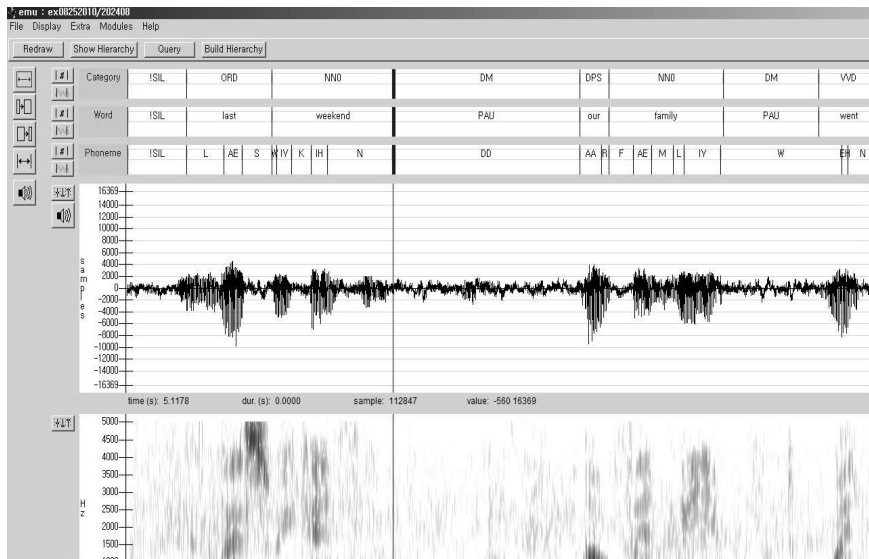 emu : ex08252010/202408
File Display Extra Modules Help
Redraw Show Hierarchy Query Build Hierarchy
Category !SIL ORD NN0 DM DPS NN0 DM VVD
Word !SIL last weekend PAU our family PAU went
Phoneme !SIL L AE S W IY K IH N DD AA R F AE M L IY W EH N
samples
16369
14000
12000
10000
8000
6000
4000
2000
0
-2000
-4000
-6000
-8000
-10000
-12000
-14000
-16369
time (s): 5.1178 dur. (s): 0.0000 sample: 112847 value: -560 16369
Hz
5000
4500
4000
3500
3000
2500
2000
1500